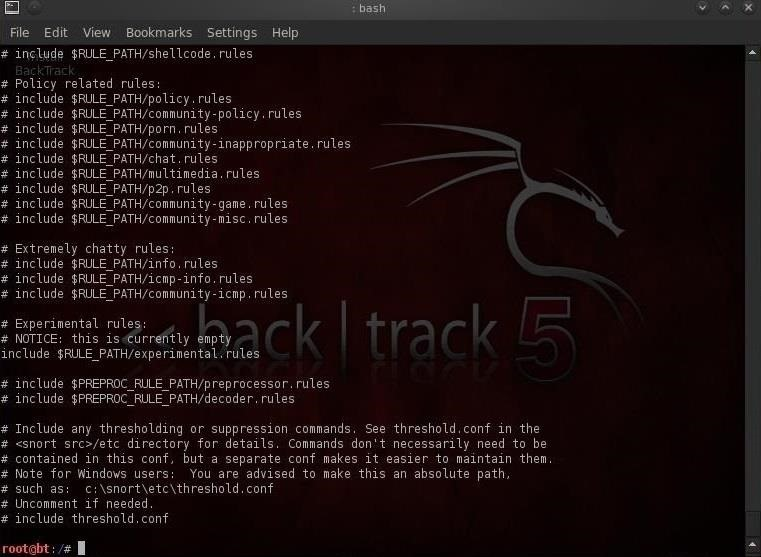 : bash
File Edit View Bookmarks Settings Help
# include $RULE_PATH/shellcode.rules
BackTrack
# Policy related rules:
# include $RULE_PATH/policy.rules
# include $RULE_PATH/community-policy.rules
# include $RULE_PATH/porn.rules
# include $RULE_PATH/community-inappropriate.rules
# include $RULE_PATH/chat.rules
# include $RULE_PATH/multimedia.rules
# include $RULE_PATH/p2p.rules
# include $RULE_PATH/community-game.rules
# include $RULE_PATH/community-misc.rules
# Extremely chatty rules:
# include $RULE_PATH/info.rules
# include $RULE_PATH/icmp-info.rules
# include $RULE_PATH/community-icmp.rules
# Experimental rules:
# NOTICE: this is currently empty
include $RULE_PATH/experimental.rules
<< back | track 5
# include $PREPROC_RULE_PATH/preprocessor.rules
# include $PREPROC_RULE_PATH/decoder.rules
# Include any thresholding or suppression commands. See threshold.conf in the
# <snort src>/etc directory for details. Commands don't necessarily need to be
# contained in this conf, but a separate conf makes it easier to maintain them.
# Note for Windows users:  You are advised to make this an absolute path,
# such as:  c:\snort\etc\threshold.conf
# Uncomment if needed.
# include threshold.conf
root@bt:/#